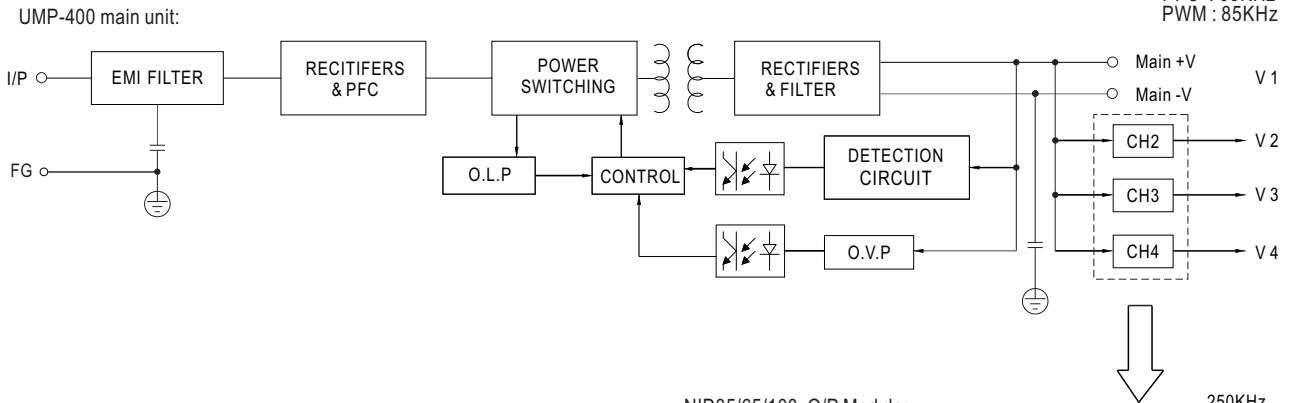 UMP-400 main unit:
PWM : 85KHz
I/P
EMI FILTER
RECITIFERS
& PFC
POWER
SWITCHING
RECTIFIERS
& FILTER
Main +V
V 1
Main -V
CH2
V 2
FG
O.L.P
CONTROL
DETECTION
CIRCUIT
CH3
V 3
O.V.P
CH4
V 4
250KHz